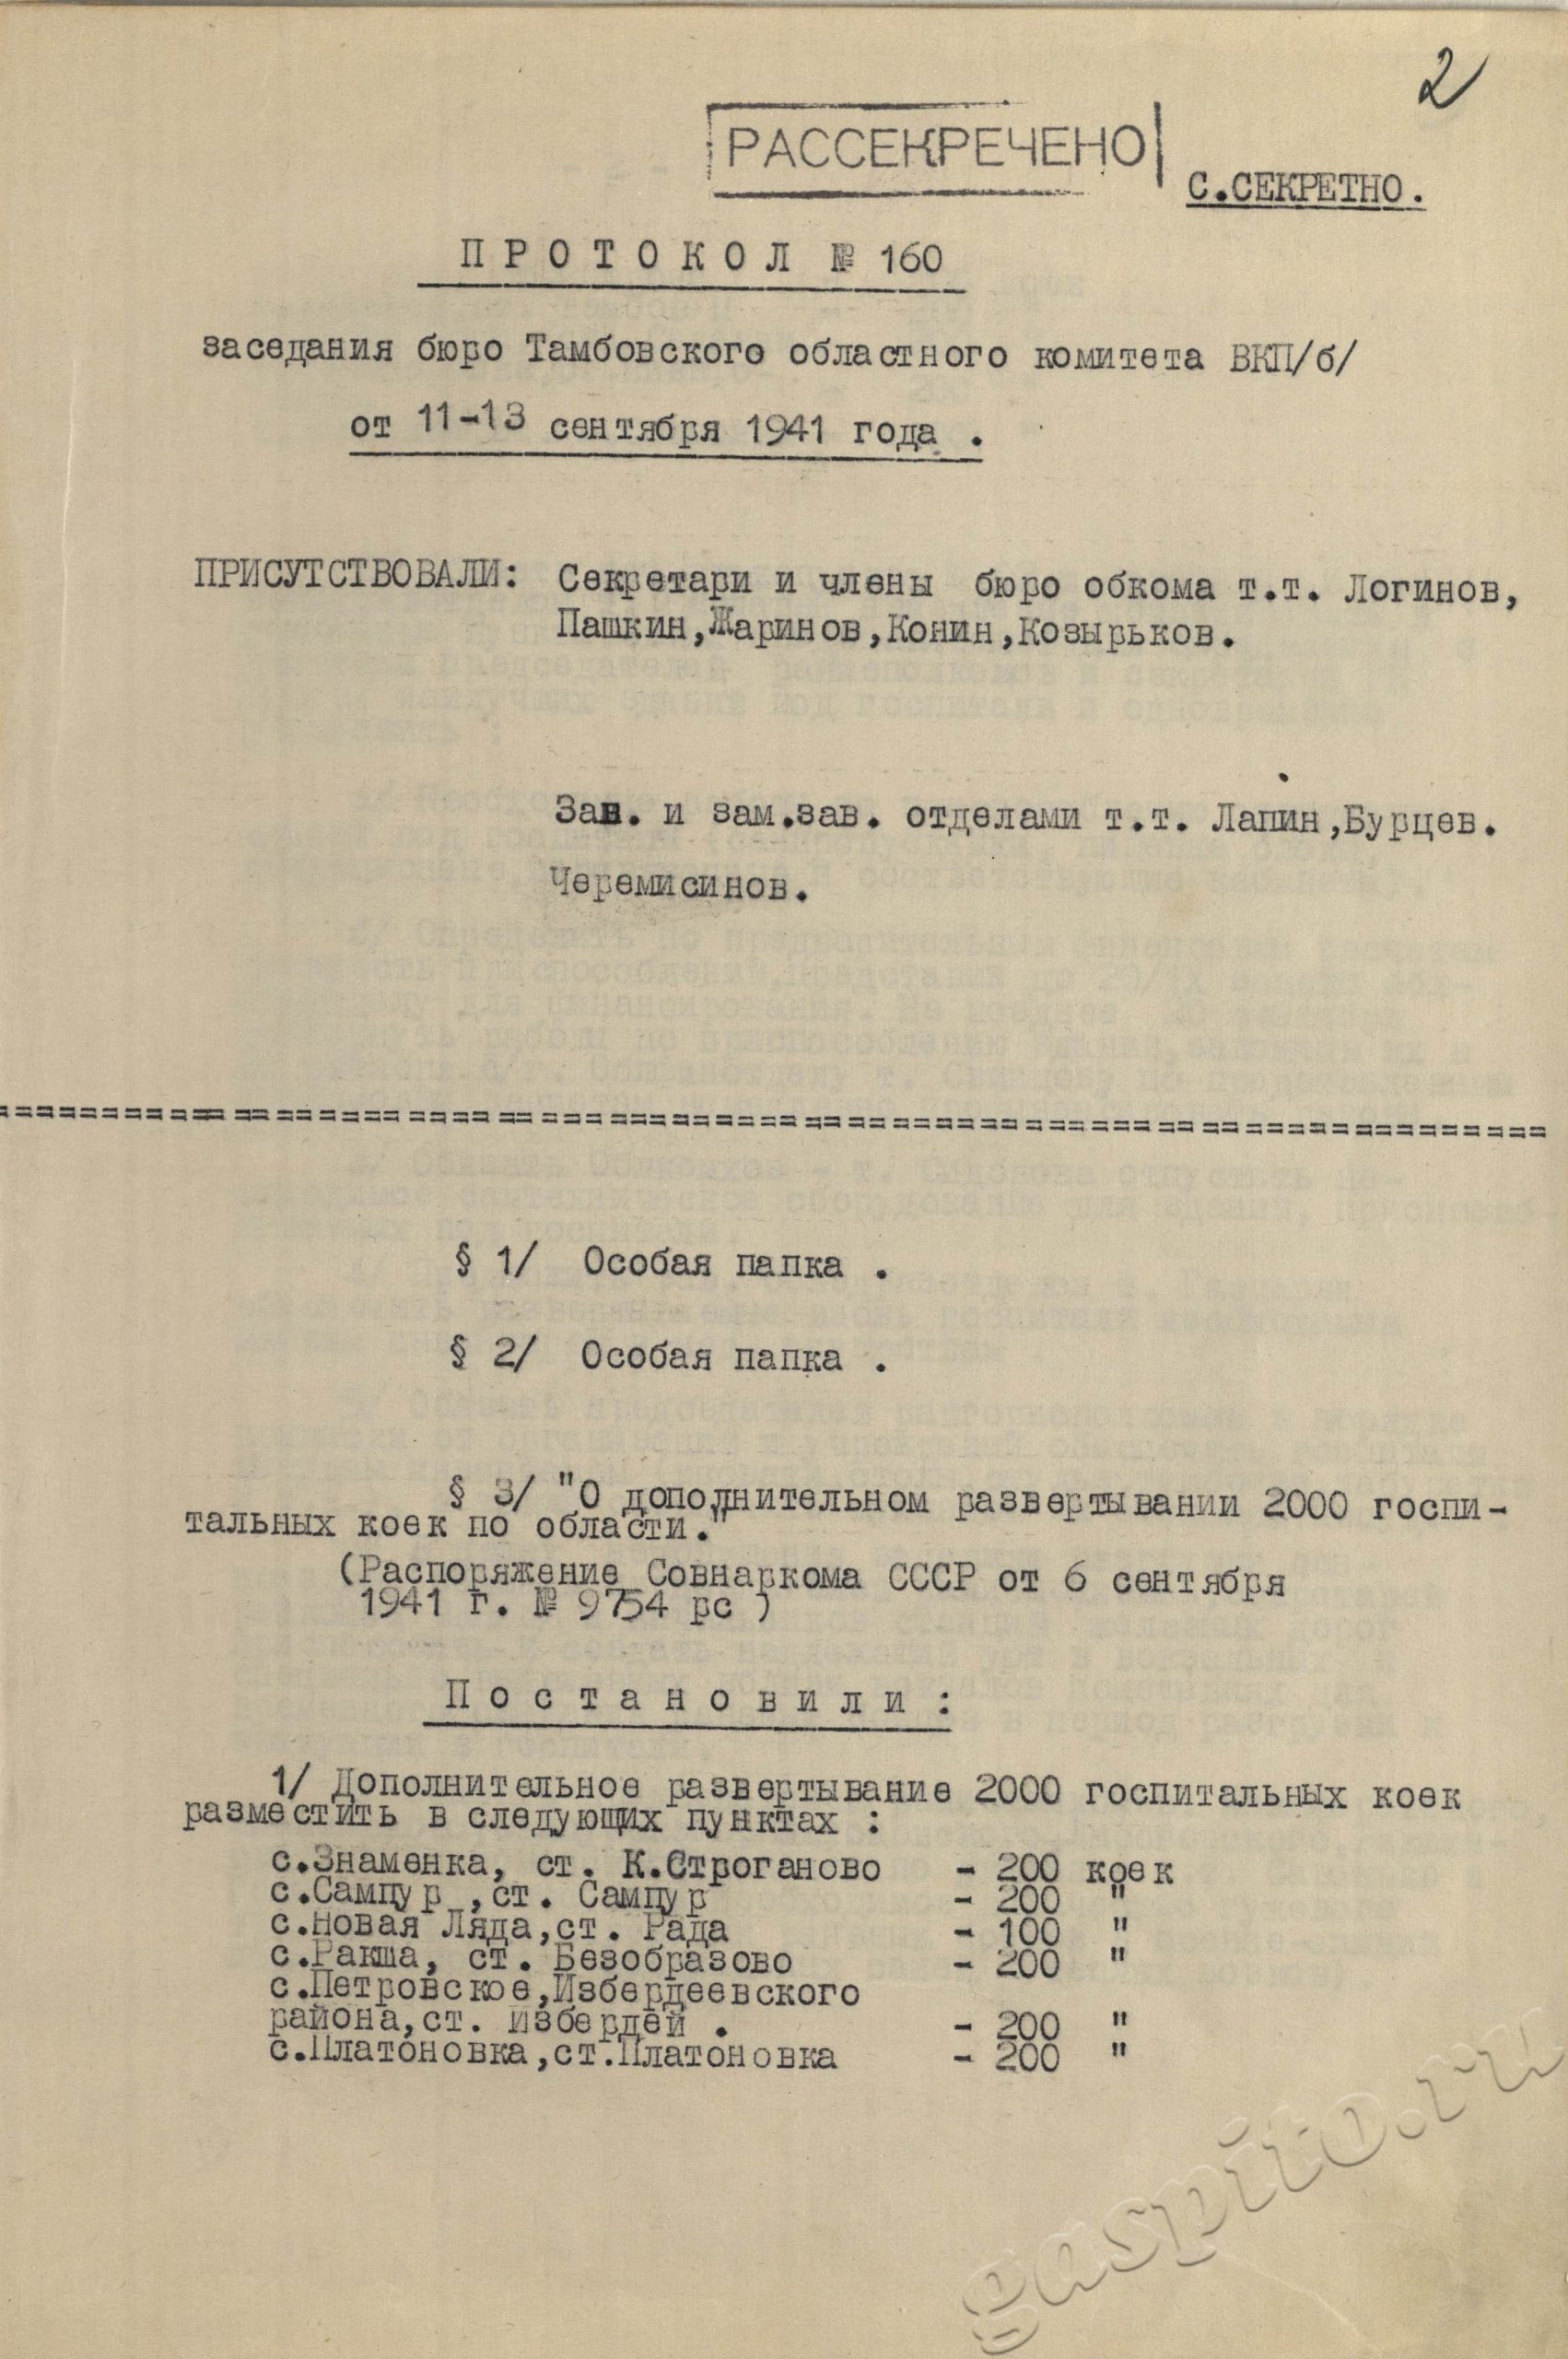 2
РАССЕКРЕЧЕНО
С.СЕКРЕТНО.
П Р О Т О К О Л № 160
заседания бюро Тамбовского областного комитета ВКП/б/
от 11-13 сентября 1941 года .
ПРИСУТСТВОВАЛИ: Секретари и члены бюро обкома т.т. Логинов,
Пашкин,Жаринов,Конин,Козырьков.
Зав. и зам.зав. отделами т.т. Лапин,Бурцев.
Черемисинов.
§ 1/ Особая папка .
§ 2/ Особая папка .
§ 3/ "О дополнительном развертывании 2000 госпи-
тальных коек по области."
(Распоряжение Совнаркома СССР от 6 сентября
1941 г. № 9754 рс )
П о с т а н о в и л и :
1/ Дополнительное развертывание 2000 госпитальных коек
разместить в следующих пунктах :
с.Знаменка, ст. К.Строганово - 200 коек
с.Сампур ,ст. Сампур - 200 "
с.Новая Ляда,ст. Рада - 100 "
с.Ракша, ст. Безобразово - 200 "
с.Петровское,Избердеевского
района,ст. Избердей . - 200 "
с.Платоновка,ст.Платоновка - 200 "
gaspito.ru